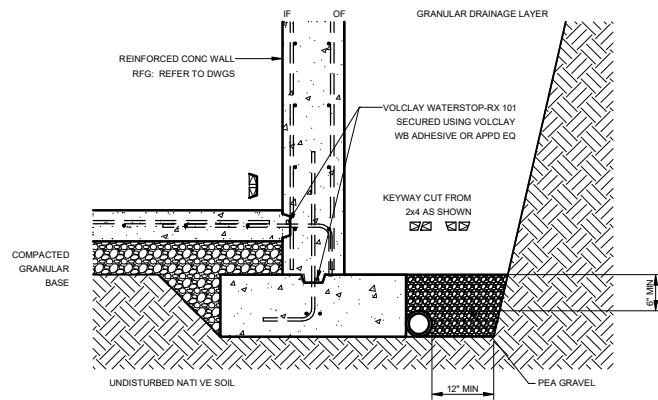 IF OF GRANULAR DRAINAGE LAYER
REINFORCED CONC WALL
RFG: REFER TO DWGS
VOLCLAY WATERSTOP-RX 101
SECURED USING VOLCLAY
WB ADHESIVE OR APPD EQ
KEYWAY CUT FROM
2x4 AS SHOWN
COMPACTED
GRANULAR
BASE
6" MIN
12" MIN
UNDISTURBED NATI VE SOIL
PEA GRAVEL